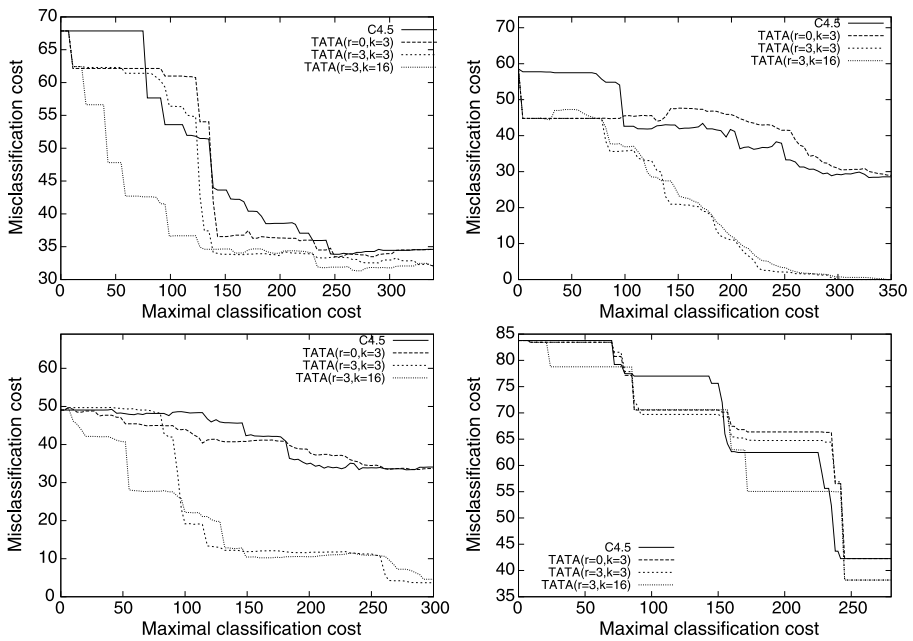 70
65
60
55
50
45
40
35
30
0 50 100 150 200 250 300
Misclassification cost
Maximal classification cost
C4.5
TATA(r=0,k=3)
TATA(r=3,k=3)
TATA(r=3,k=16)
70
60
50
40
30
20
10
0
0 50 100 150 200 250 300 350
Misclassification cost
Maximal classification cost
C4.5
TATA(r=0,k=3)
TATA(r=3,k=3)
TATA(r=3,k=16)
60
50
40
30
20
10
0
0 50 100 150 200 250 300
Misclassification cost
Maximal classification cost
C4.5
TATA(r=0,k=3)
TATA(r=3,k=3)
TATA(r=3,k=16)
85
80
75
70
65
60
55
50
45
40
35
0 50 100 150 200 250
Misclassification cost
Maximal classification cost
C4.5
TATA(r=0,k=3)
TATA(r=3,k=3)
TATA(r=3,k=16)